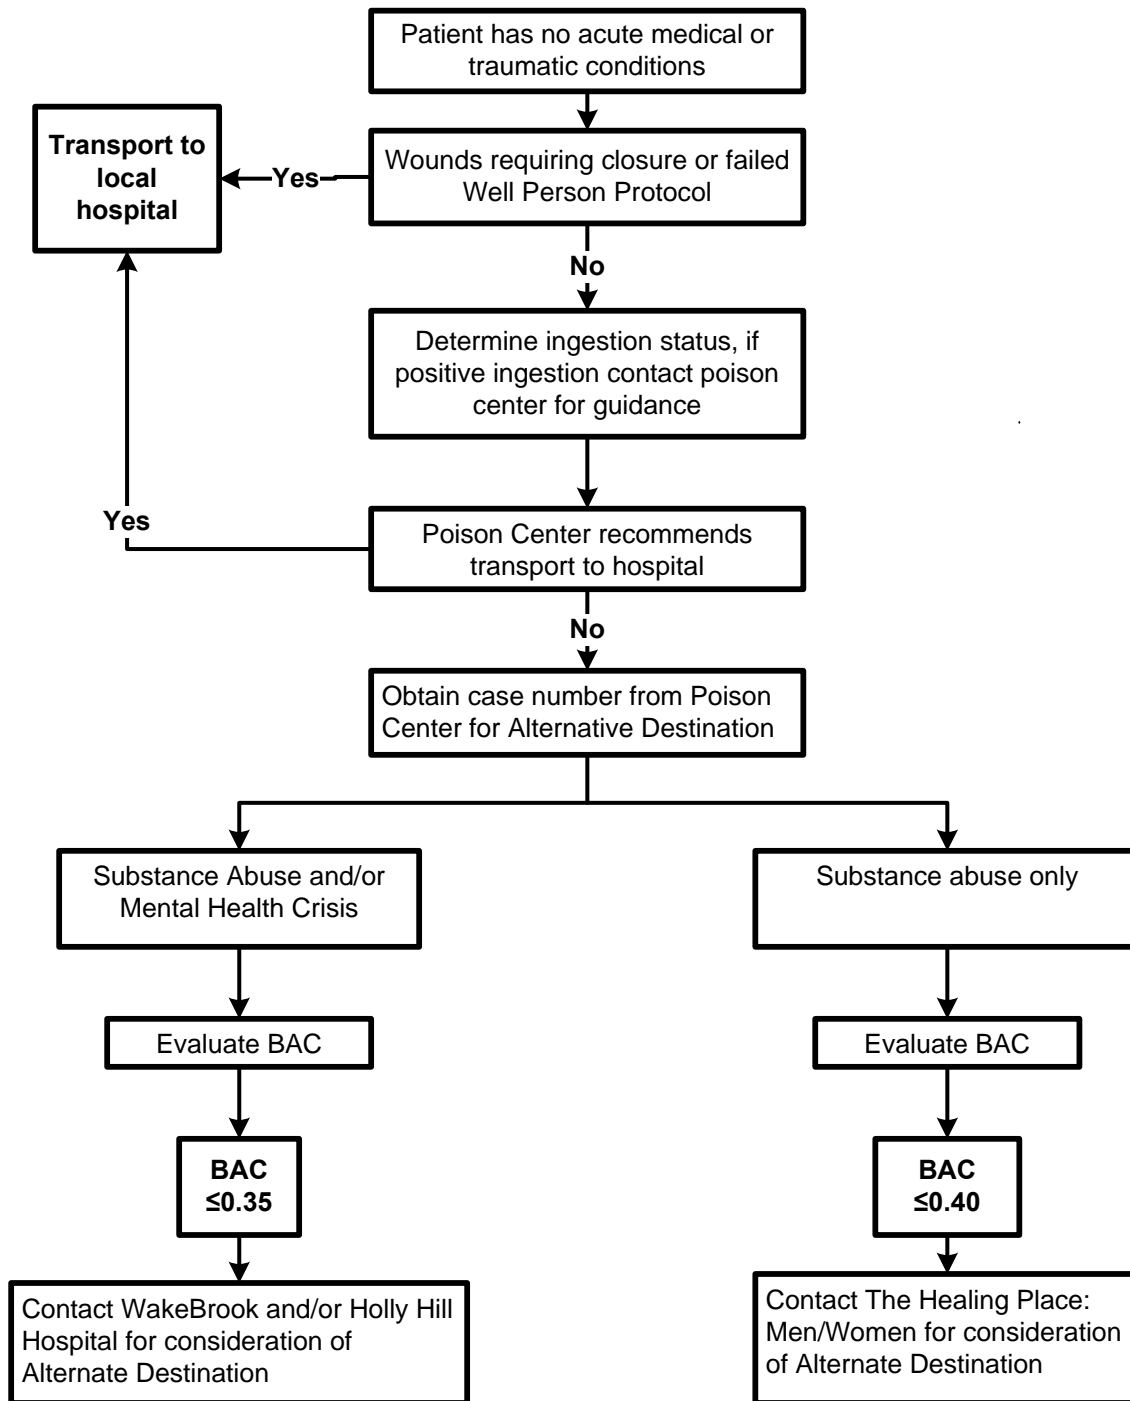 Patient has no acute medical or
traumatic conditions
Transport to
local
hospital
Yes
Wounds requiring closure or failed
Well Person Protocol
No
Determine ingestion status, if
positive ingestion contact poison
center for guidance
Yes
Poison Center recommends
transport to hospital
No
Obtain case number from Poison
Center for Alternative Destination
Substance Abuse and/or
Mental Health Crisis
Substance abuse only
Evaluate BAC
Evaluate BAC
BAC
≤0.35
BAC
≤0.40
Contact WakeBrook and/or Holly Hill
Hospital for consideration of
Alternate Destination
Contact The Healing Place:
Men/Women for consideration
of Alternate Destination